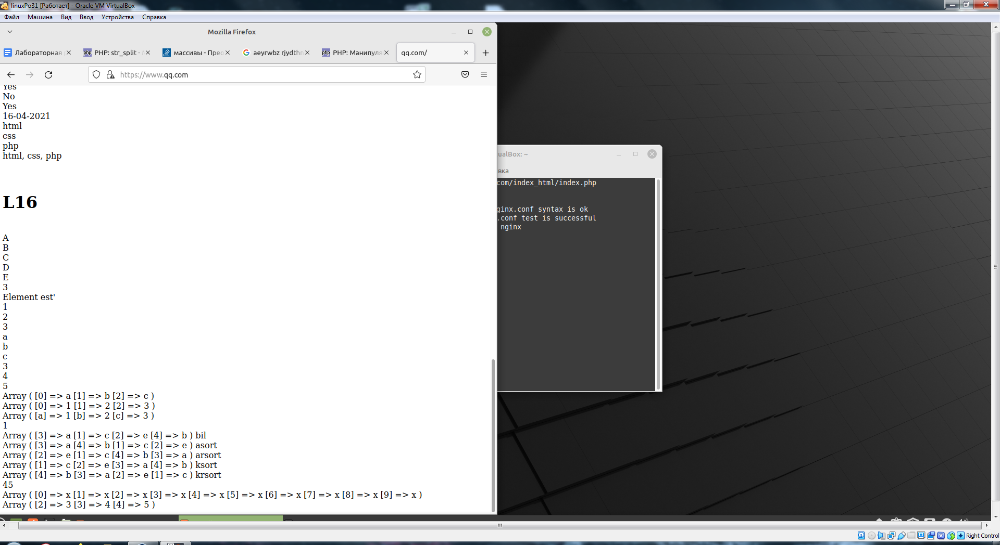 linuxPo31 [Работает] - Oracle VM VirtualBox
Файл Машина Вид Ввод Устройства Справка
Mozilla Firefox
Лабораторная
PHP: str_split -
массивы - Прес
aeyrwbz rjydthr
PHP: Манипуля
qq.com/
https://www.qq.com
Yes
No
Yes
16-04-2021
html
css
php
html, css, php
L16
A
B
C
D
E
3
Element est'
1
2
3
a
b
c
3
4
5
Array ( [0] => a [1] => b [2] => c )
Array ( [0] => 1 [1] => 2 [2] => 3 )
Array ( [a] => 1 [b] => 2 [c] => 3 )
1
Array ( [3] => a [1] => c [2] => e [4] => b ) bil
Array ( [3] => a [4] => b [1] => c [2] => e ) asort
Array ( [2] => e [1] => c [4] => b [3] => a ) arsort
Array ( [1] => c [2] => e [3] => a [4] => b ) ksort
Array ( [4] => b [3] => a [2] => e [1] => c ) krsort
45
Array ( [0] => x [1] => x [2] => x [3] => x [4] => x [5] => x [6] => x [7] => x [8] => x [9] => x )
Array ( [2] => 3 [3] => 4 [4] => 5 )
ualBox: ~
вка
com/index_html/index.php
ginx.conf syntax is ok
.conf test is successful
nginx
Right Control